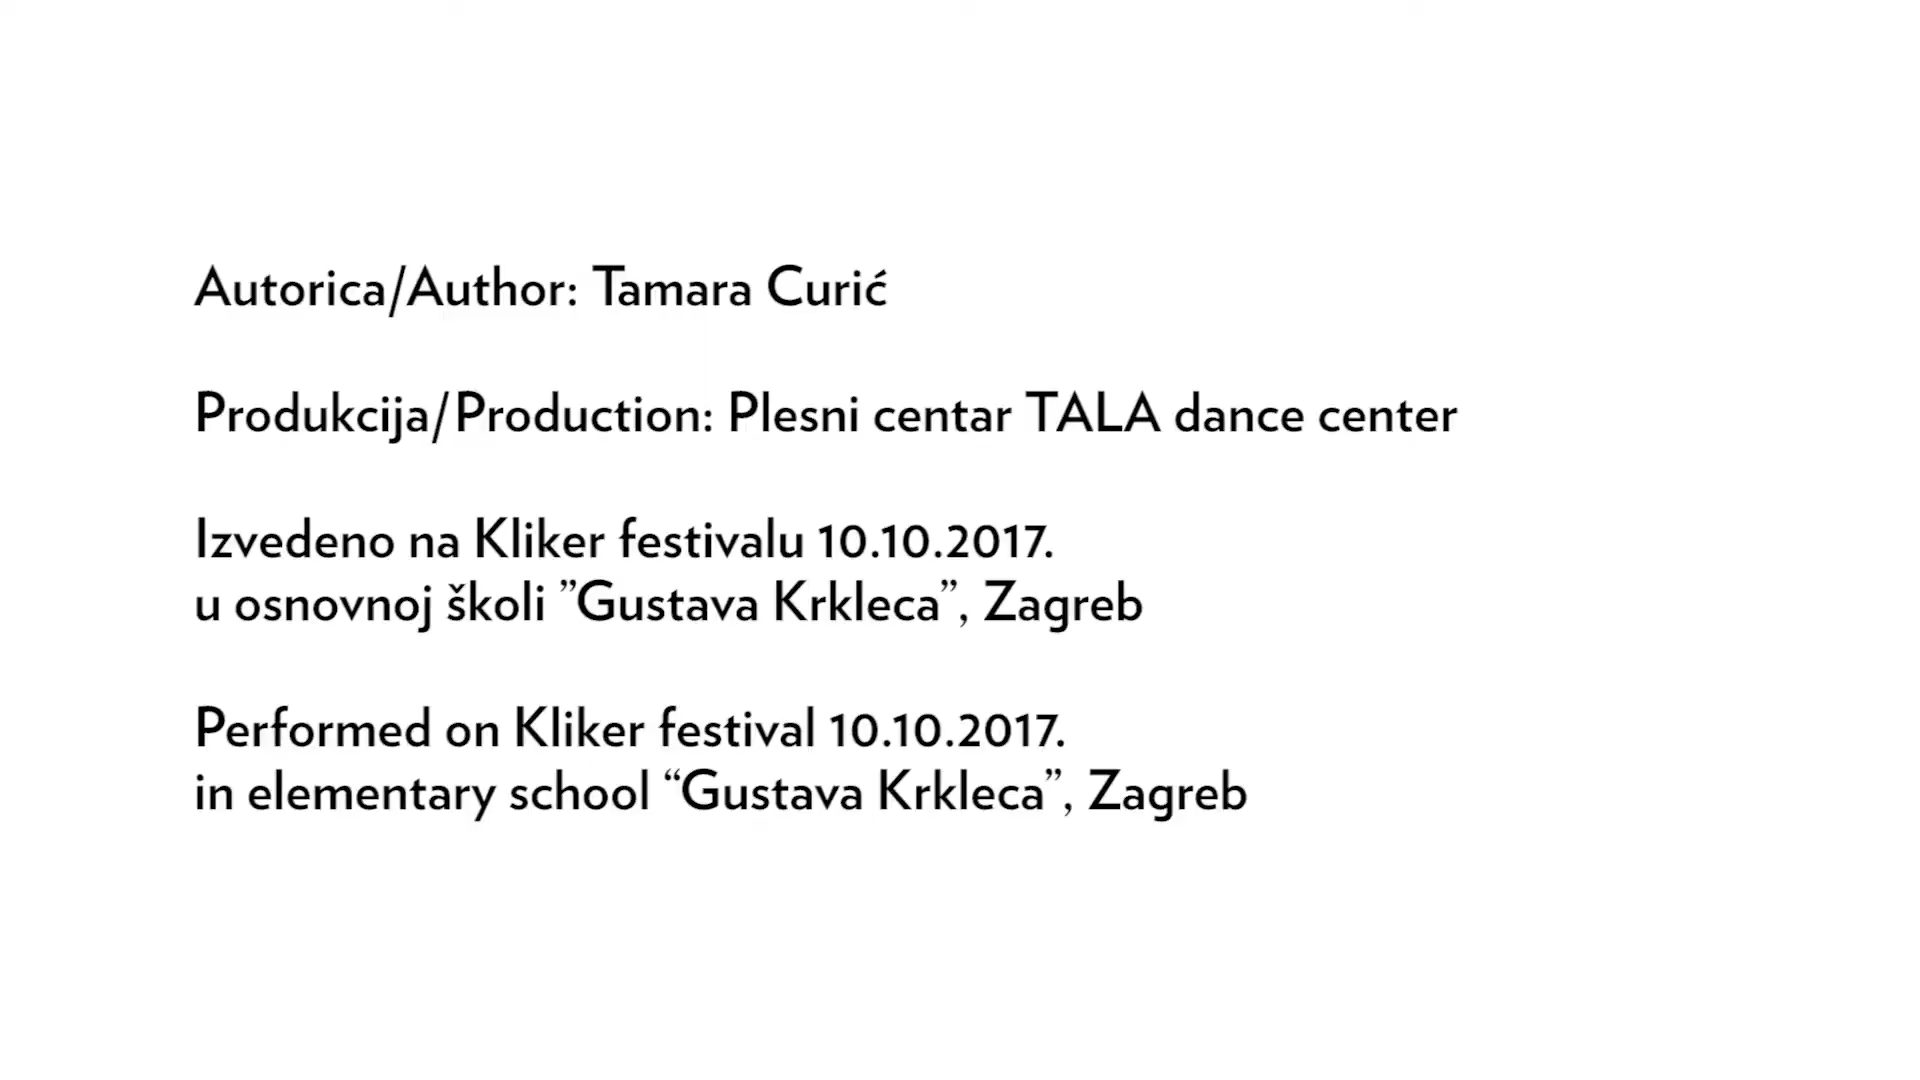 Autorica/Author: Tamara Curić
Produkcija/Production: Plesni centar TALA dance center
Izvedeno na Kliker festivalu 10.10.2017.
u osnovnoj školi ”Gustava Krkleca”, Zagreb
Performed on Kliker festival 10.10.2017.
in elementary school “Gustava Krkleca”, Zagreb